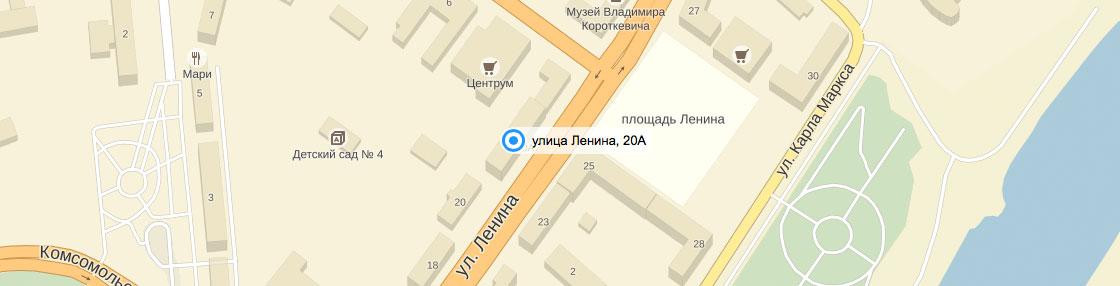 6
Музей Владимира
Короткевича
27
2
7
Мари
Центрум
30
5
площадь Ленина
ул. Карла Маркса
улица Ленина, 20А
Детский сад № 4
25
3
20
ул. Ленина
23
28
18
2
Комсомоль